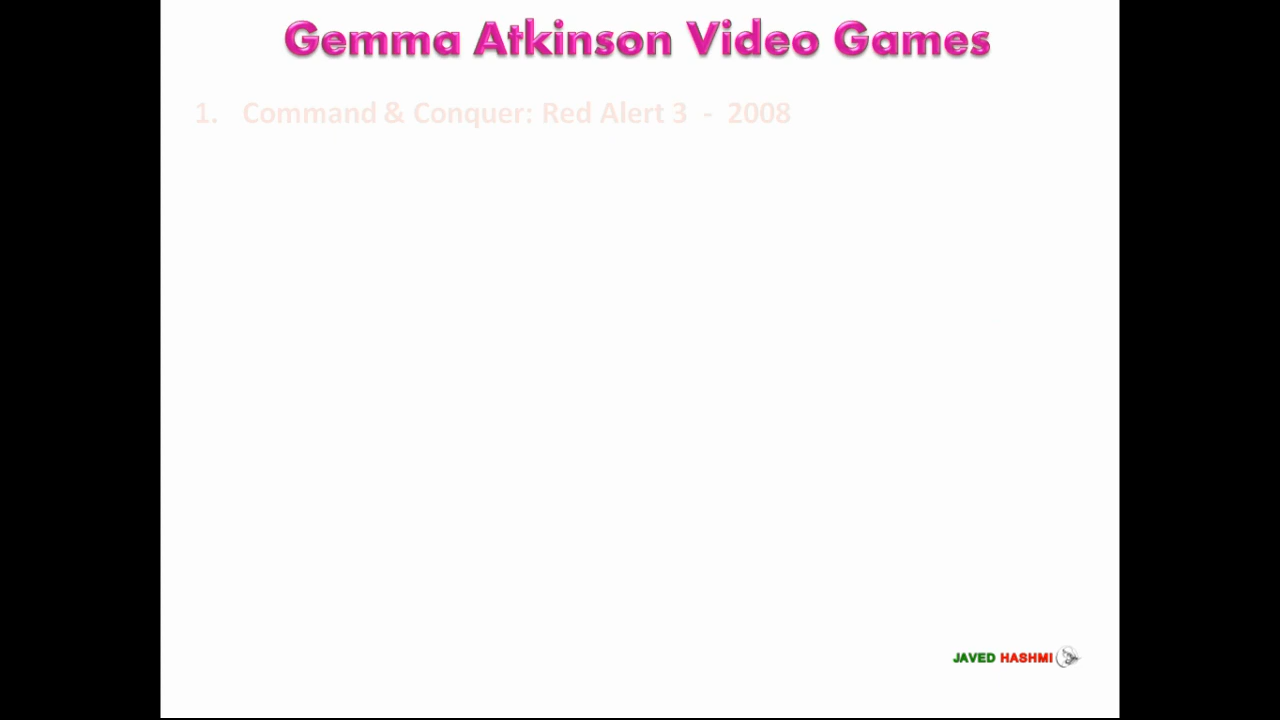 Gemma Atkinson Video Games
1. Command & Conquer: Red Alert 3 - 2008
JAVED HASHMI